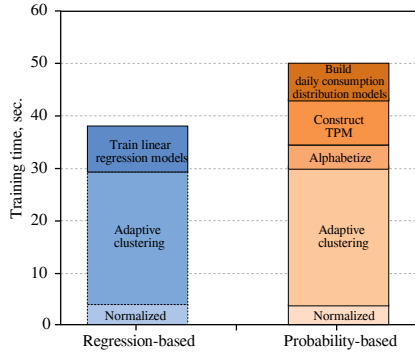 60
50
40
30
20
10
0
Training time, sec.
Train linear
regression models
Adaptive
clustering
Normalized
Build
daily consumption
distribution models
Construct
TPM
Alphabetize
Adaptive
clustering
Normalized
Regression-based
Probability-based